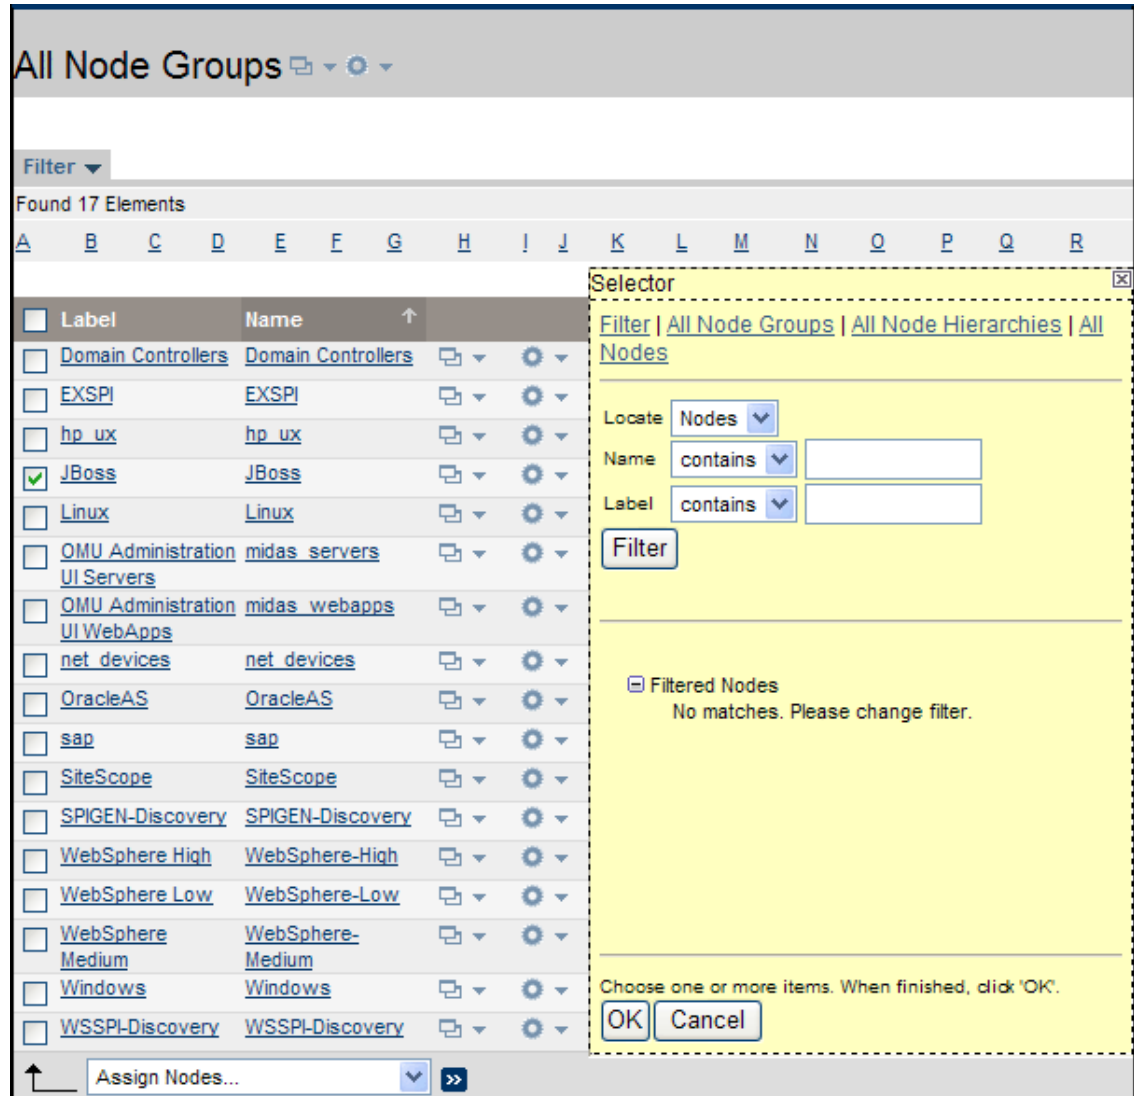 All Node Groups
Filter
Found 17 Elements
A B C D E F G H I J K L M N O P Q R
Label Name
Domain Controllers Domain Controllers
EXSPI EXSPI
hp_ux hp_ux
JBoss JBoss
Linux Linux
OMU Administration midas_servers
UI Servers
OMU Administration midas_webapps
UI WebApps
net_devices net_devices
OracleAS OracleAS
sap sap
SiteScope SiteScope
SPIGEN-Discovery SPIGEN-Discovery
WebSphere High WebSphere-High
WebSphere Low WebSphere-Low
WebSphere WebSphere-
Medium Medium
Windows Windows
WSSPI-Discovery WSSPI-Discovery
Assign Nodes...
Selector
Filter | All Node Groups | All Node Hierarchies | All
Nodes
Locate Nodes
Name contains
Label contains
Filter
Filtered Nodes
No matches. Please change filter.
Choose one or more items. When finished, click 'OK'.
OK Cancel